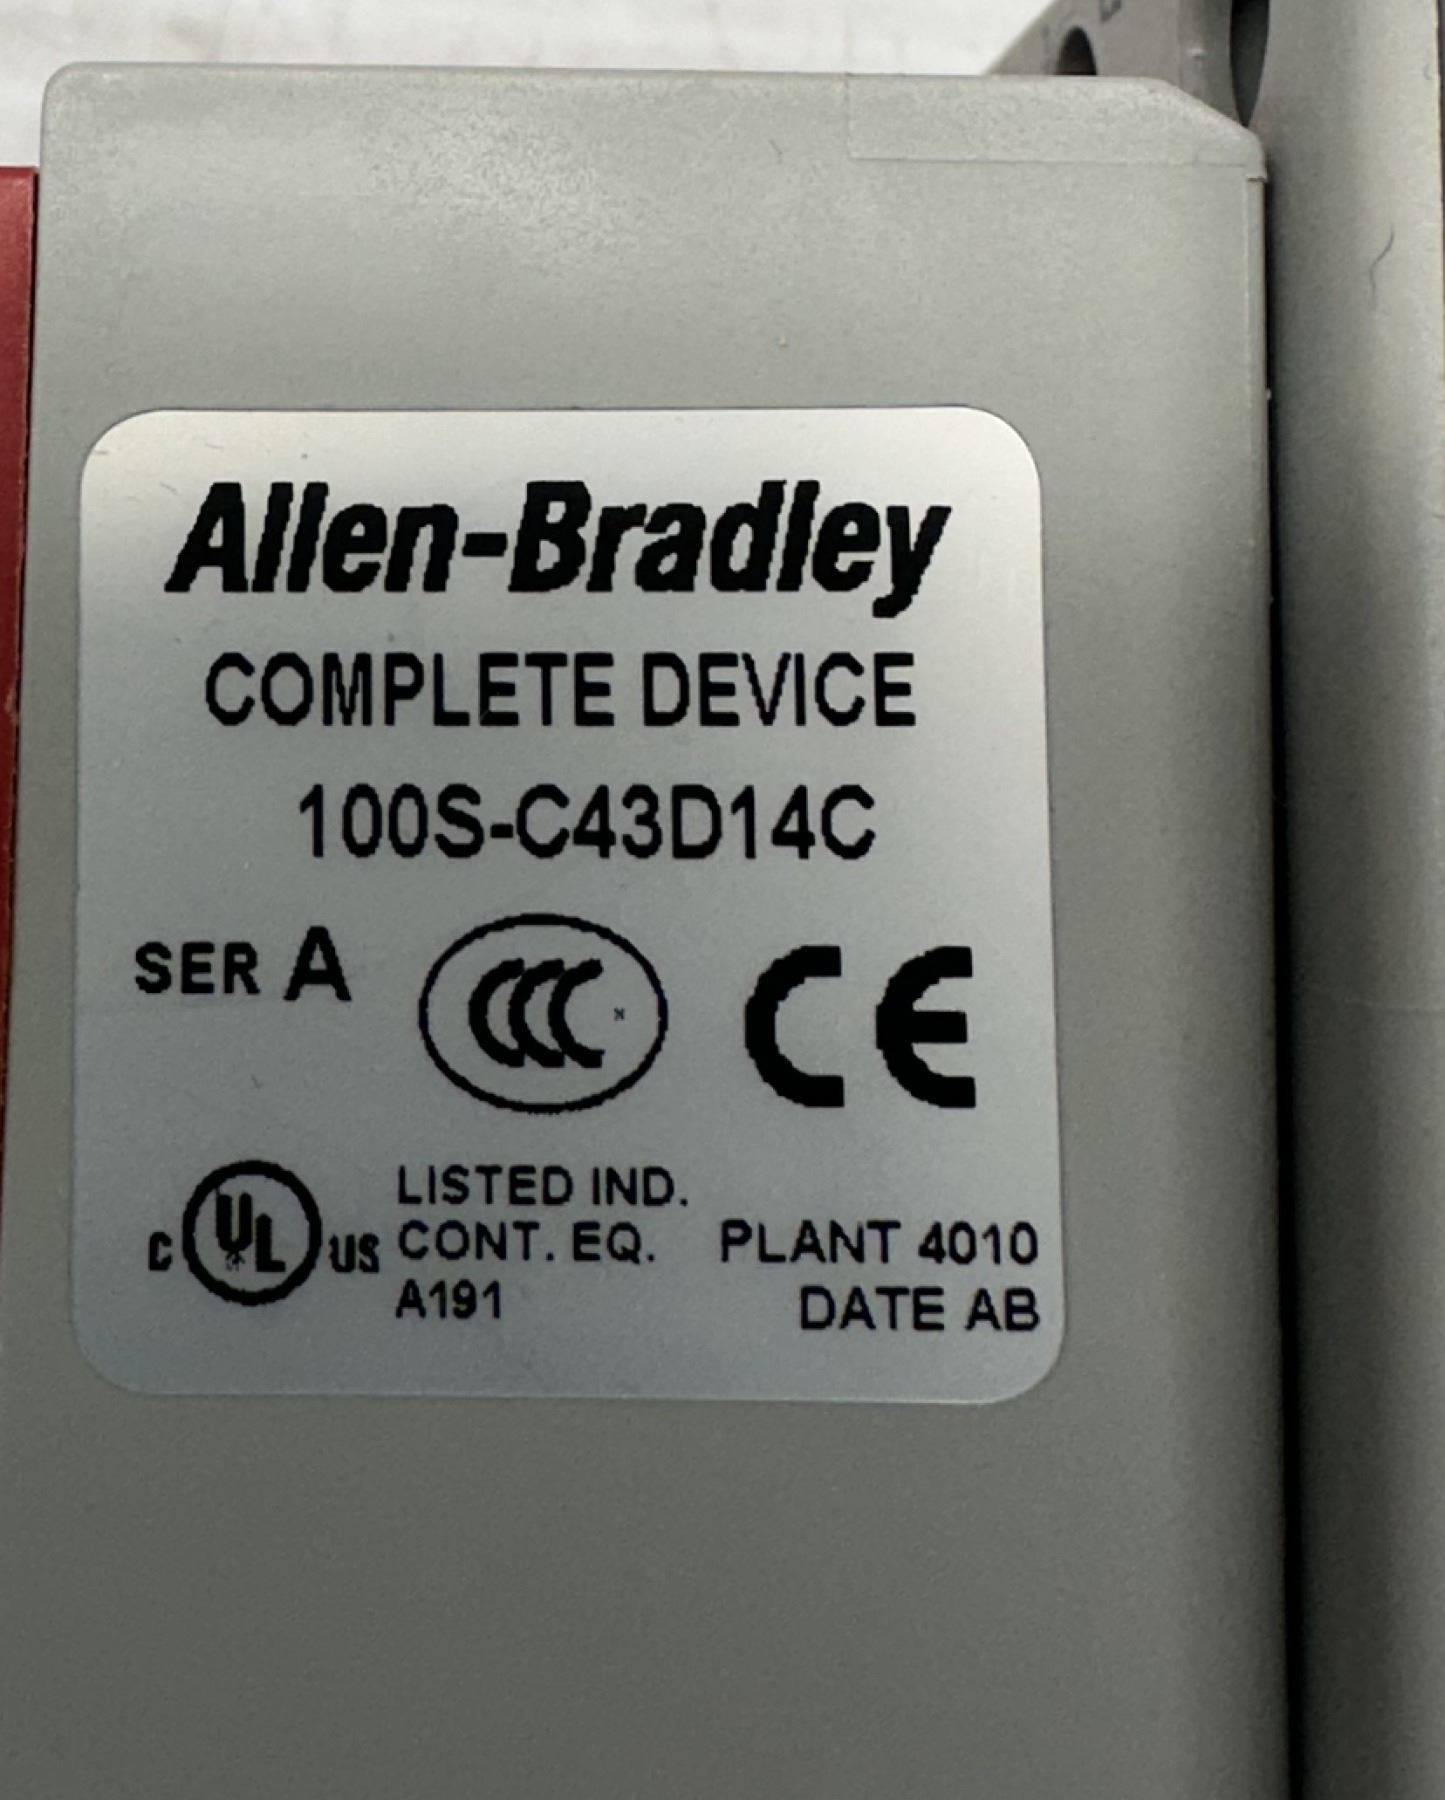 Allen-Bradley
COMPLETE DEVICE
100S-C43D14C
SER A
CCC
CE
C UL US
LISTED IND.
CONT. EQ.
A191
PLANT 4010
DATE AB